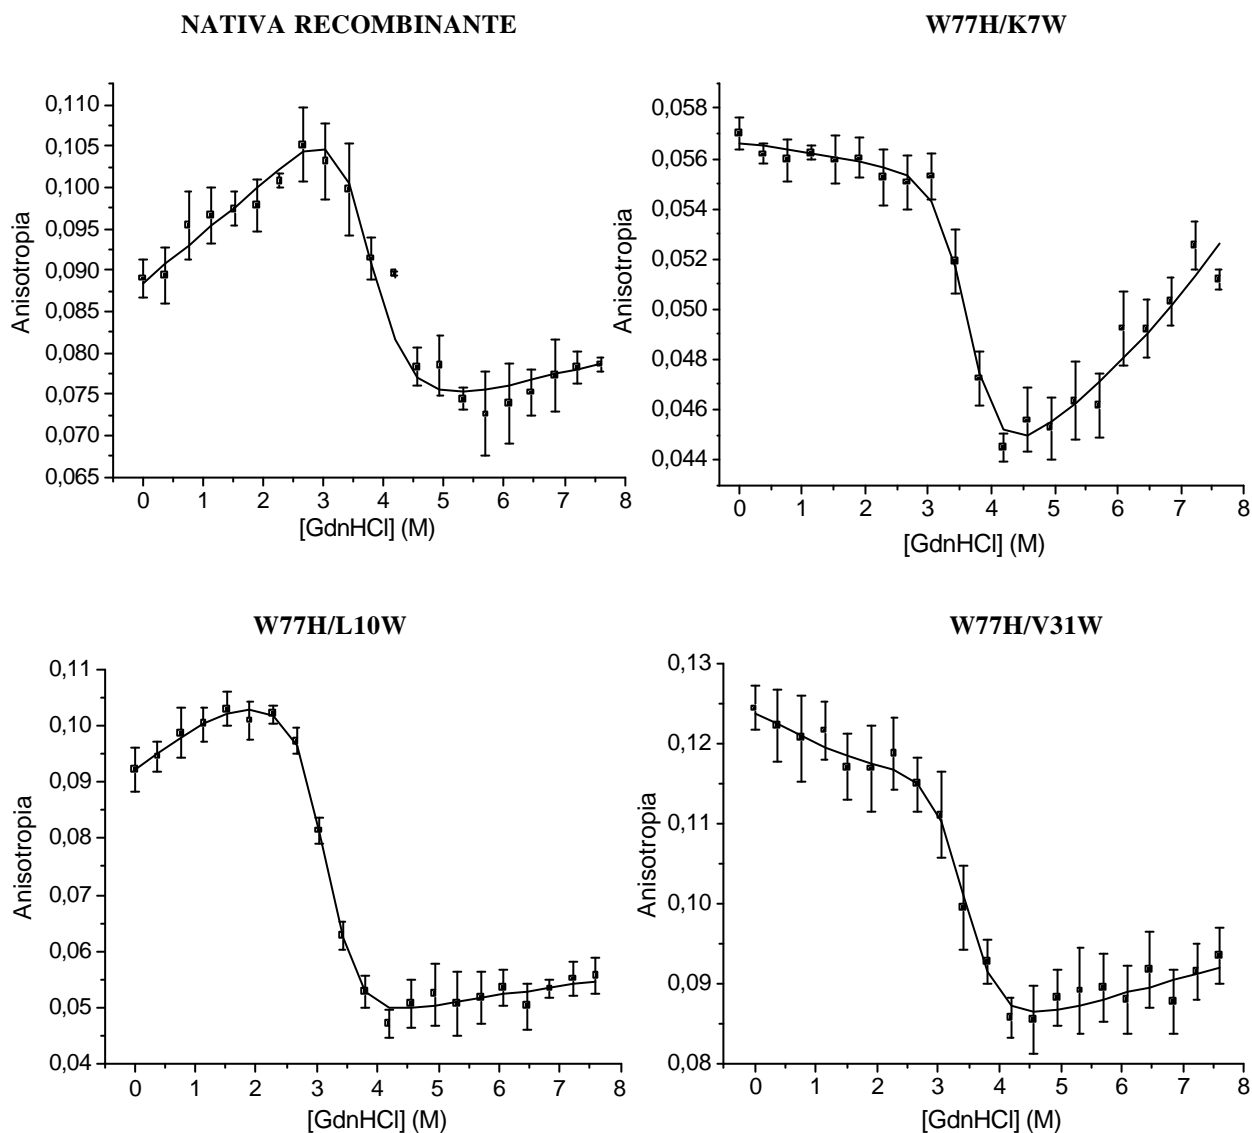 NATIVA RECOMBINANTE
0,110
0,105
0,100
0,095
0,090
0,085
0,080
0,075
0,070
0,065
Anisotropia
0 1 2 3 4 5 6 7 8
[GdnHCl] (M)
W77H/K7W
0,058
0,056
0,054
0,052
0,050
0,048
0,046
0,044
Anisotropia
0 1 2 3 4 5 6 7 8
[GdnHCl] (M)
W77H/L10W
0,11
0,10
0,09
0,08
0,07
0,06
0,05
0,04
Anisotropia
0 1 2 3 4 5 6 7 8
[GdnHCl] (M)
W77H/V31W
0,13
0,12
0,11
0,10
0,09
0,08
Anisotropia
0 1 2 3 4 5 6 7 8
[GdnHCl] (M)